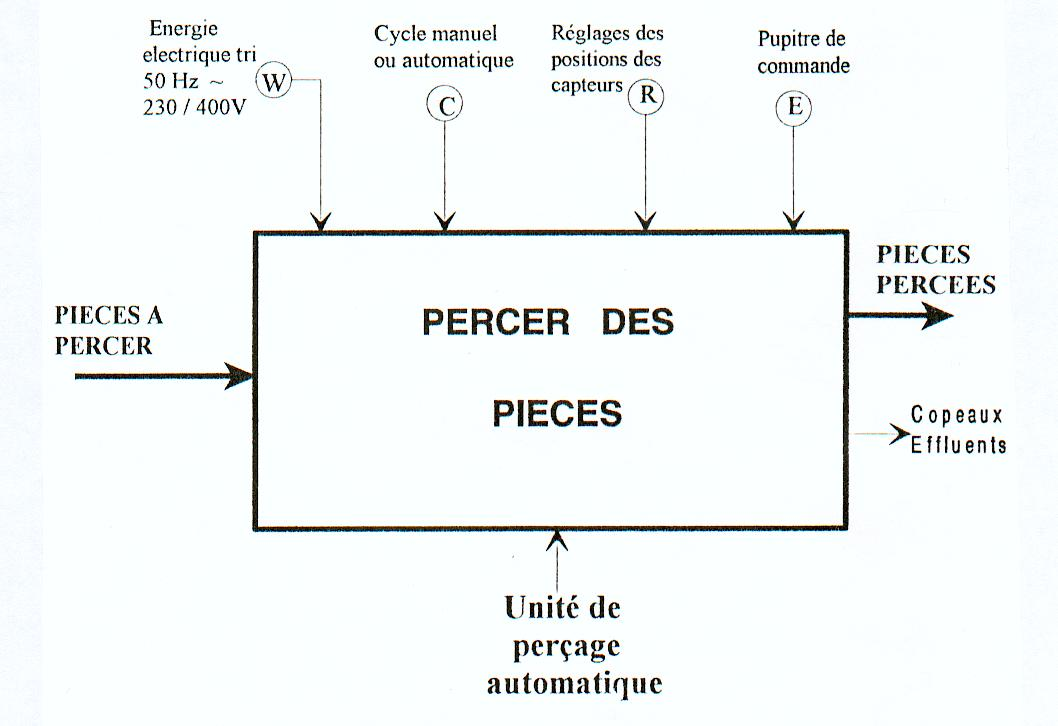 Energie
electrique tri
50 Hz ~
230 / 400V
W
Cycle manuel
ou automatique
C
Réglages des
positions des
capteurs
R
Pupitre de
commande
E
PIECES A
PERCER
PERCER DES
PIECES
PIECES
PERCEES
Copeaux
Effluents
Unité de
perçage
automatique